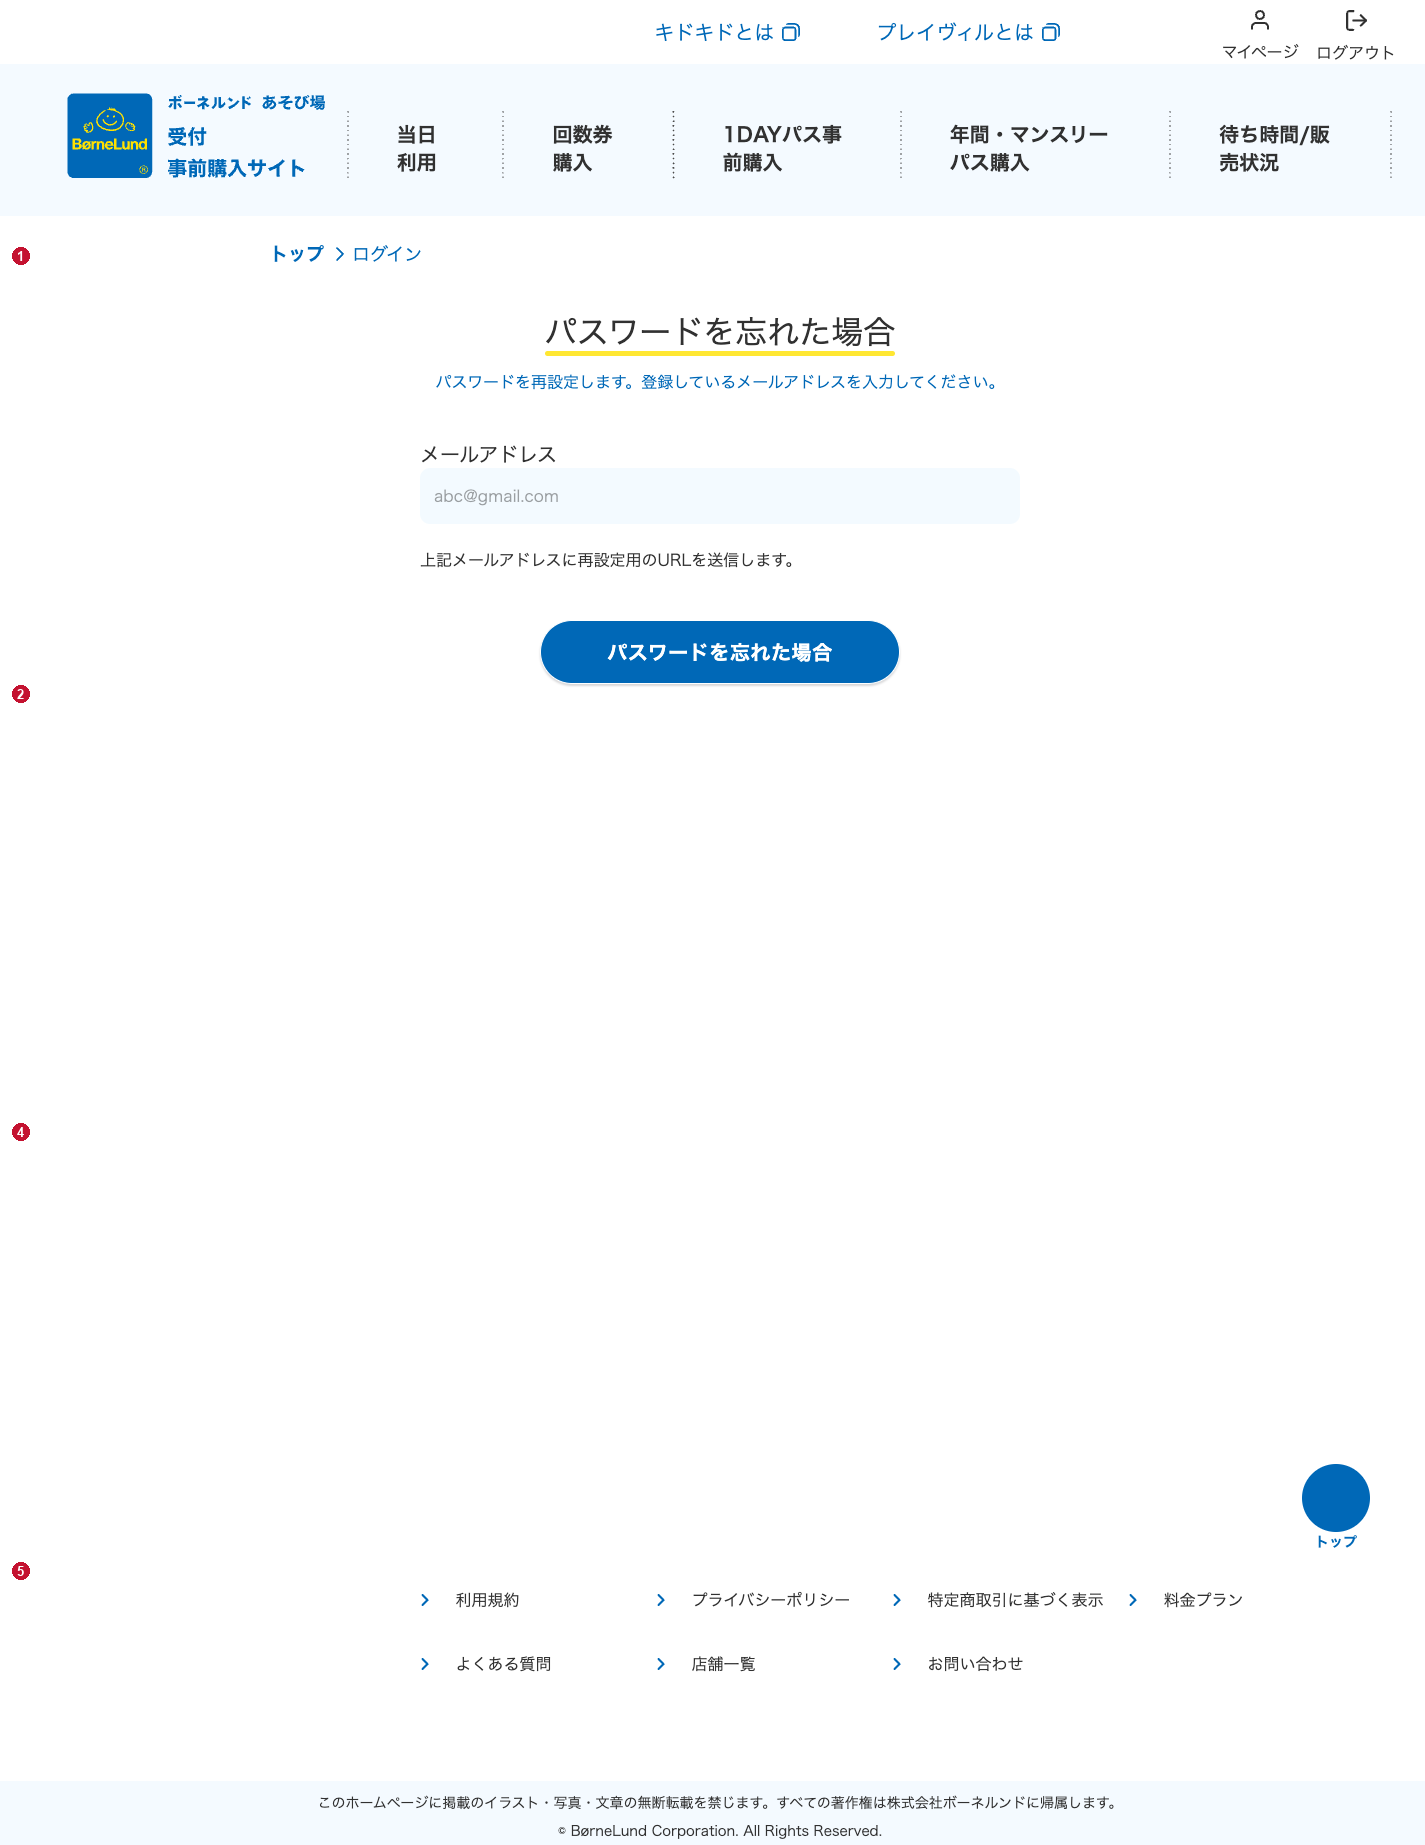 キドキドとは
プレイヴィルとは
マイページ
ログアウト
BørneLund
®
ボーネルンド あそび場
受付
事前購入サイト
当日
利用
回数券
購入
1DAYパス事
前購入
年間・マンスリー
パス購入
待ち時間/販
売状況
1
トップ
ログイン
パスワードを忘れた場合
パスワードを再設定します。登録しているメールアドレスを入力してください。
メールアドレス
abc@gmail.com
上記メールアドレスに再設定用のURLを送信します。
パスワードを忘れた場合
2
4
トップ
5
利用規約
プライバシーポリシー
特定商取引に基づく表示
料金プラン
よくある質問
店舗一覧
お問い合わせ
このホームページに掲載のイラスト・写真・文章の無断転載を禁じます。すべての著作権は株式会社ボーネルンドに帰属します。
© BørneLund Corporation. All Rights Reserved.